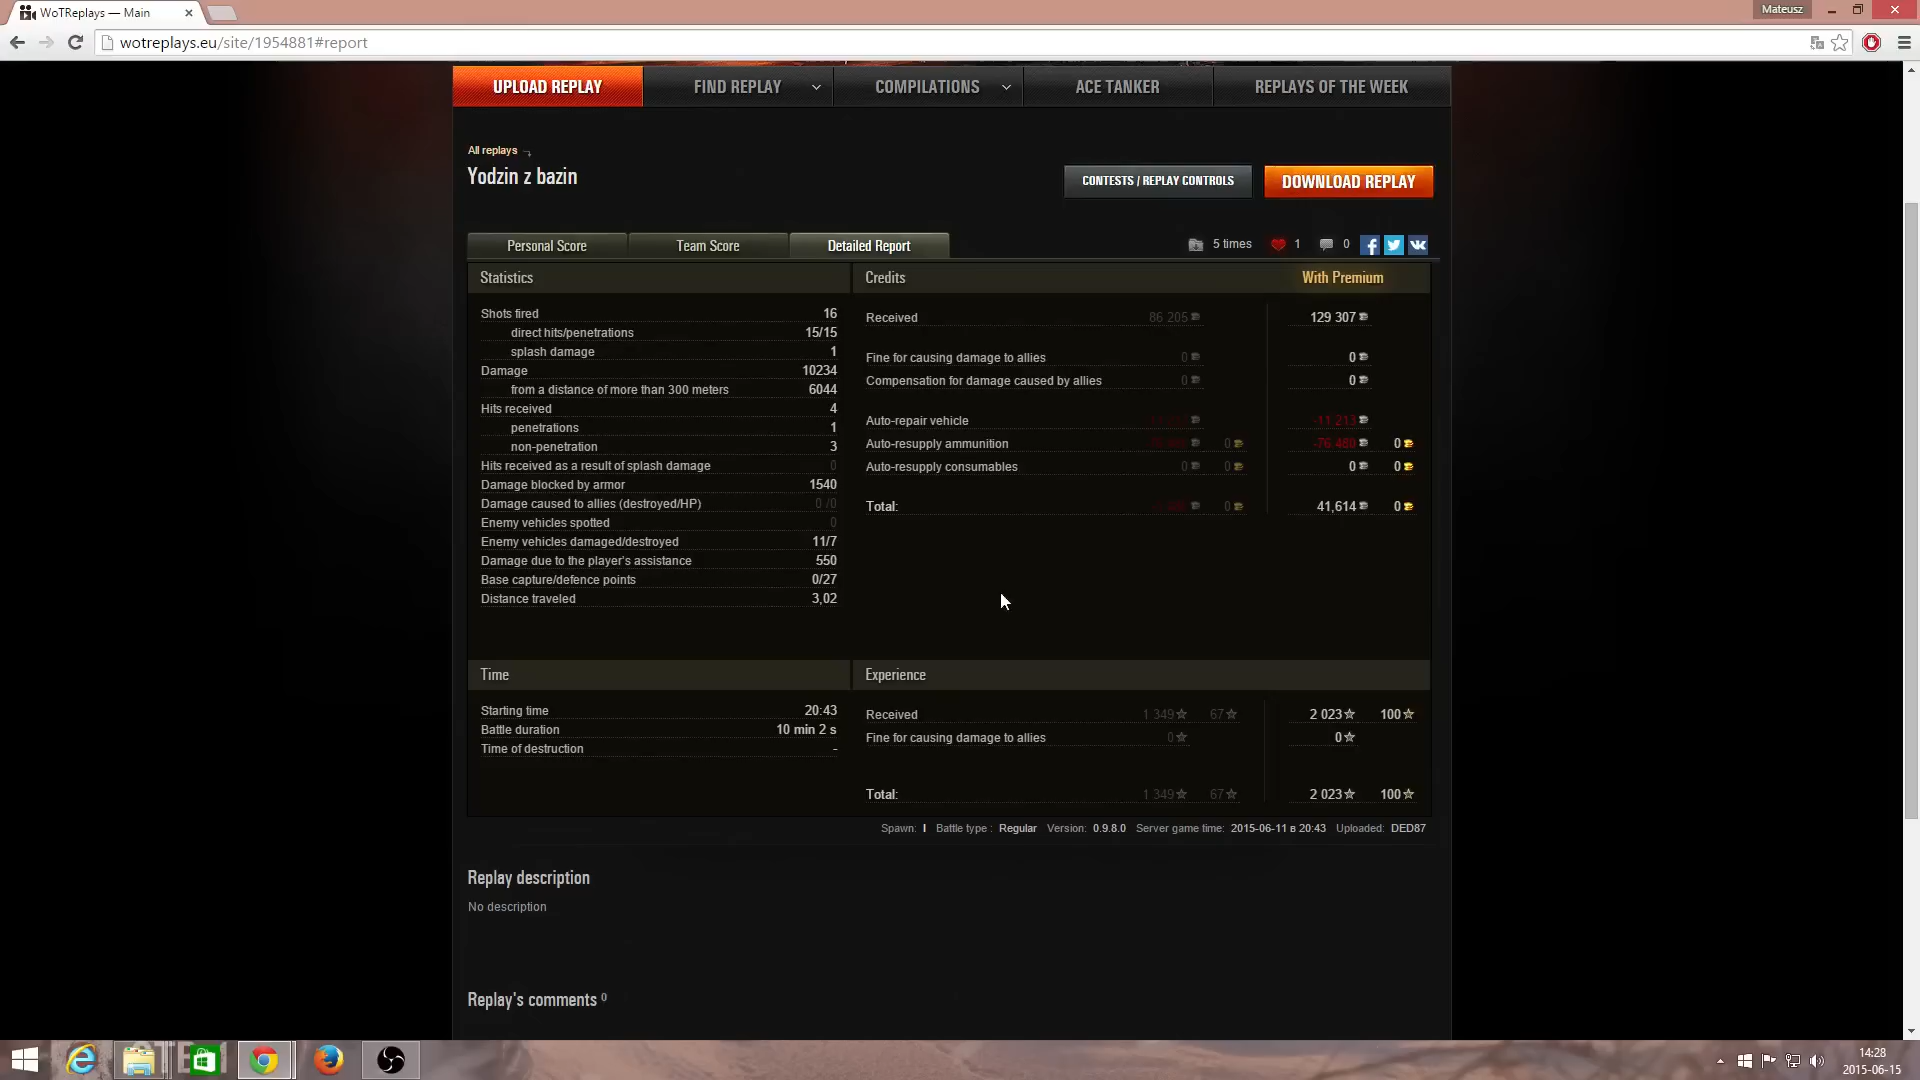 WoTReplays — Main
Mateusz
wotreplays.eu/site/1954881#report
UPLOAD REPLAY FIND REPLAY COMPILATIONS ACE TANKER REPLAYS OF THE WEEK
All replays
Yodzin z bazin
CONTESTS / REPLAY CONTROLS DOWNLOAD REPLAY
Personal Score Team Score Detailed Report 5 times 1 0
Statistics Credits With Premium
Shots fired 16
direct hits/penetrations 15/15
splash damage 1
Damage 10234
from a distance of more than 300 meters 6044
Hits received 4
penetrations 1
non-penetration 3
Hits received as a result of splash damage 0
Damage blocked by armor 1540
Damage caused to allies (destroyed/HP) 0 /0
Enemy vehicles spotted 0
Enemy vehicles damaged/destroyed 11/7
Damage due to the player's assistance 550
Base capture/defence points 0/27
Distance traveled 3,02
Received 86 205 129 307
Fine for causing damage to allies 0 0
Compensation for damage caused by allies 0 0
Auto-repair vehicle -11 213
Auto-resupply ammunition 0 -76 480 0
Auto-resupply consumables 0 0 0 0
Total: 0 41,614 0
Time Experience
Starting time 20:43
Battle duration 10 min 2 s
Time of destruction -
Received 1 349 67 2 023 100
Fine for causing damage to allies 0 0
Total: 1 349 67 2 023 100
Spawn: I Battle type : Regular Version: 0.9.8.0 Server game time: 2015-06-11 в 20:43 Uploaded: DED87
Replay description
No description
Replay's comments 0
14:28
2015-06-15